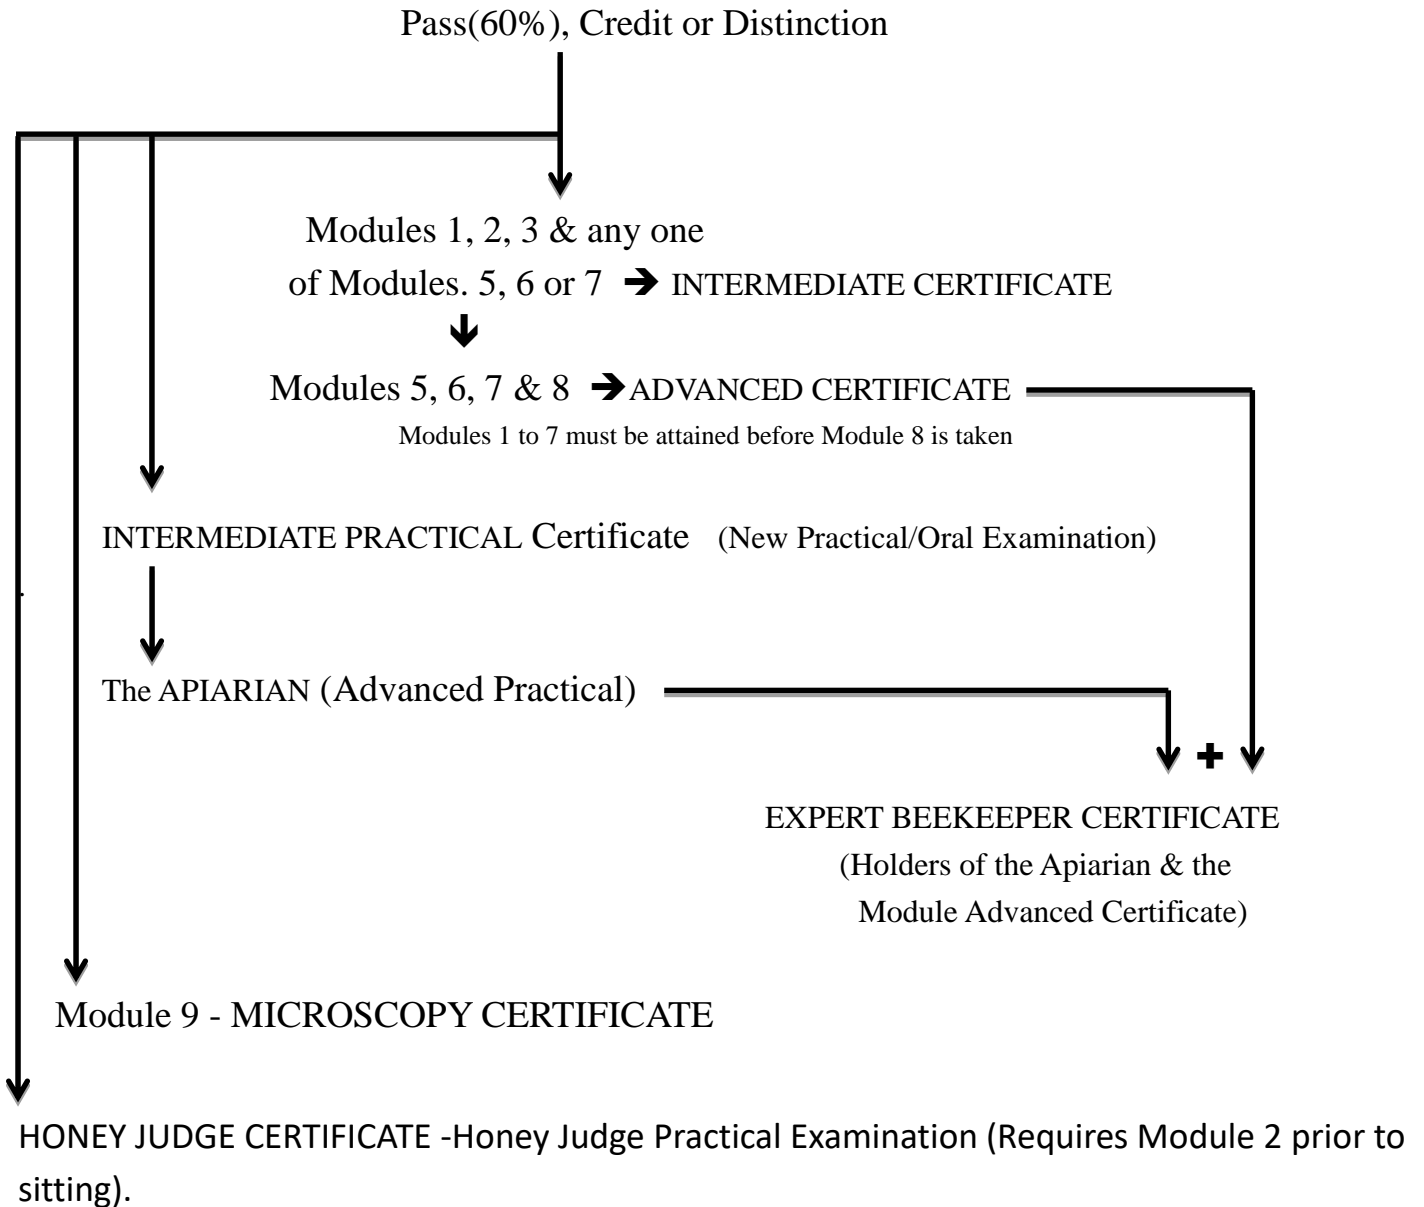 Pass(60%), Credit or Distinction
Modules 1, 2, 3 & any one
of Modules. 5, 6 or 7 ➔ INTERMEDIATE CERTIFICATE
Modules 5, 6, 7 & 8 ➔ADVANCED CERTIFICATE
Modules 1 to 7 must be attained before Module 8 is taken
INTERMEDIATE PRACTICAL Certificate (New Practical/Oral Examination)
The APIARIAN (Advanced Practical)
+
EXPERT BEEKEEPER CERTIFICATE
(Holders of the Apiarian & the
Module Advanced Certificate)
Module 9 - MICROSCOPY CERTIFICATE
HONEY JUDGE CERTIFICATE -Honey Judge Practical Examination (Requires Module 2 prior to
sitting).